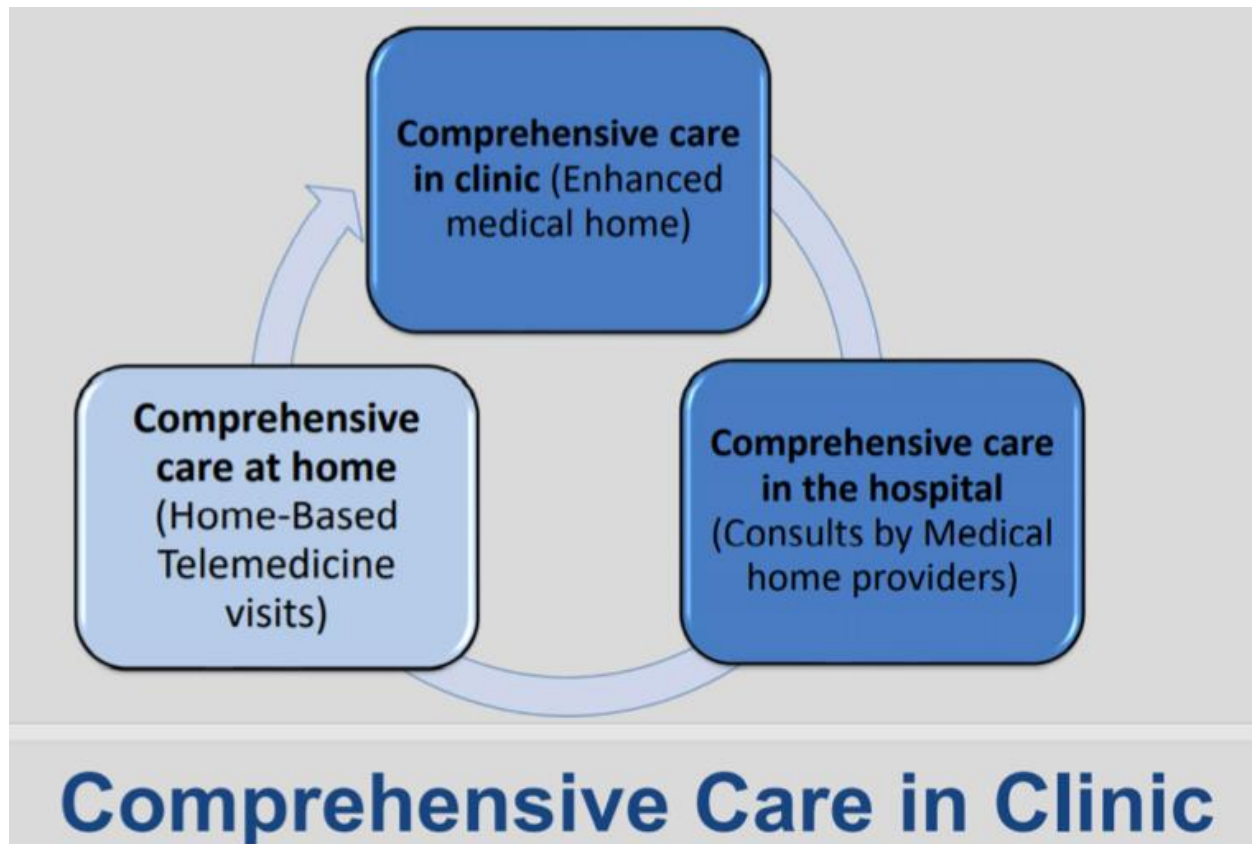 Comprehensive care
in clinic (Enhanced
medical home)
Comprehensive
care at home
(Home-Based
Telemedicine
visits)
Comprehensive care
in the hospital
(Consults by Medical
home providers)
Comprehensive Care in Clinic